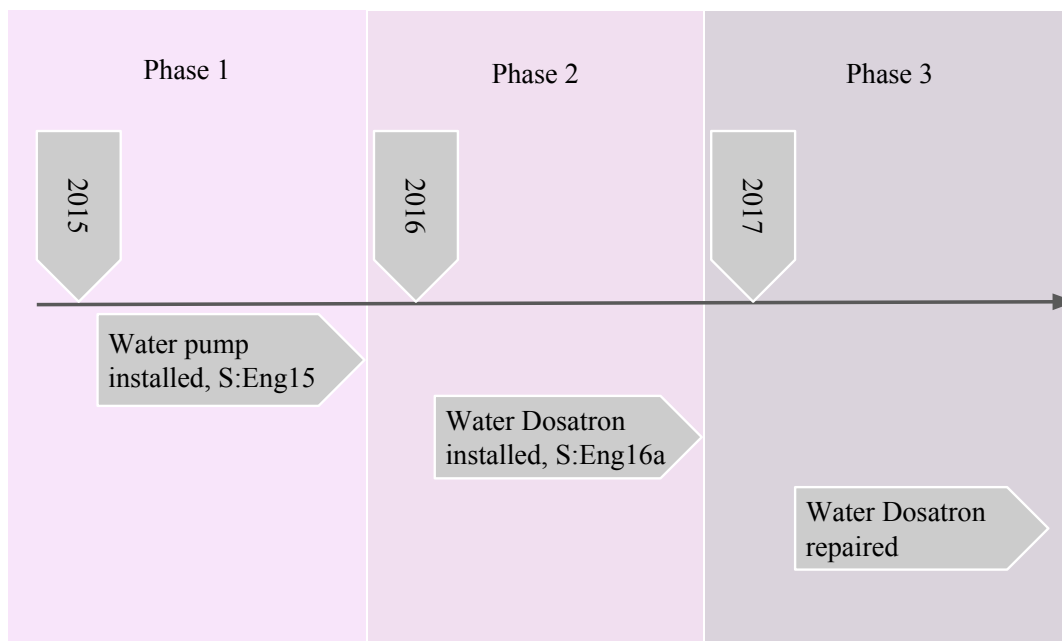 Phase 1
Phase 2
Phase 3
2015
2016
2017
Water pump
installed, S:Eng15
Water Dosatron
installed, S:Eng16a
Water Dosatron
repaired